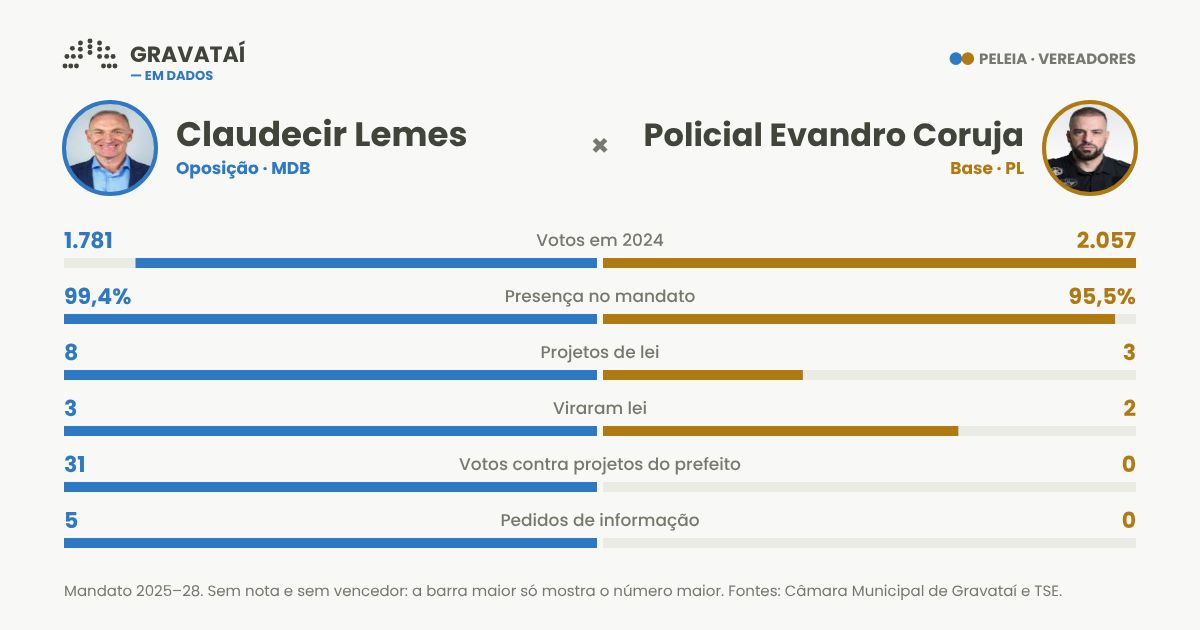 GRAVATAÍ
— EM DADOS
PELEIA · VEREADORES
Claudecir Lemes
Oposição · MDB
×
Policial Evandro Coruja
Base · PL
1.781 Votos em 2024 2.057
99,4% Presença no mandato 95,5%
8 Projetos de lei 3
3 Viraram lei 2
31 Votos contra projetos do prefeito 0
5 Pedidos de informação 0
Mandato 2025–28. Sem nota e sem vencedor: a barra maior só mostra o número maior. Fontes: Câmara Municipal de Gravataí e TSE.